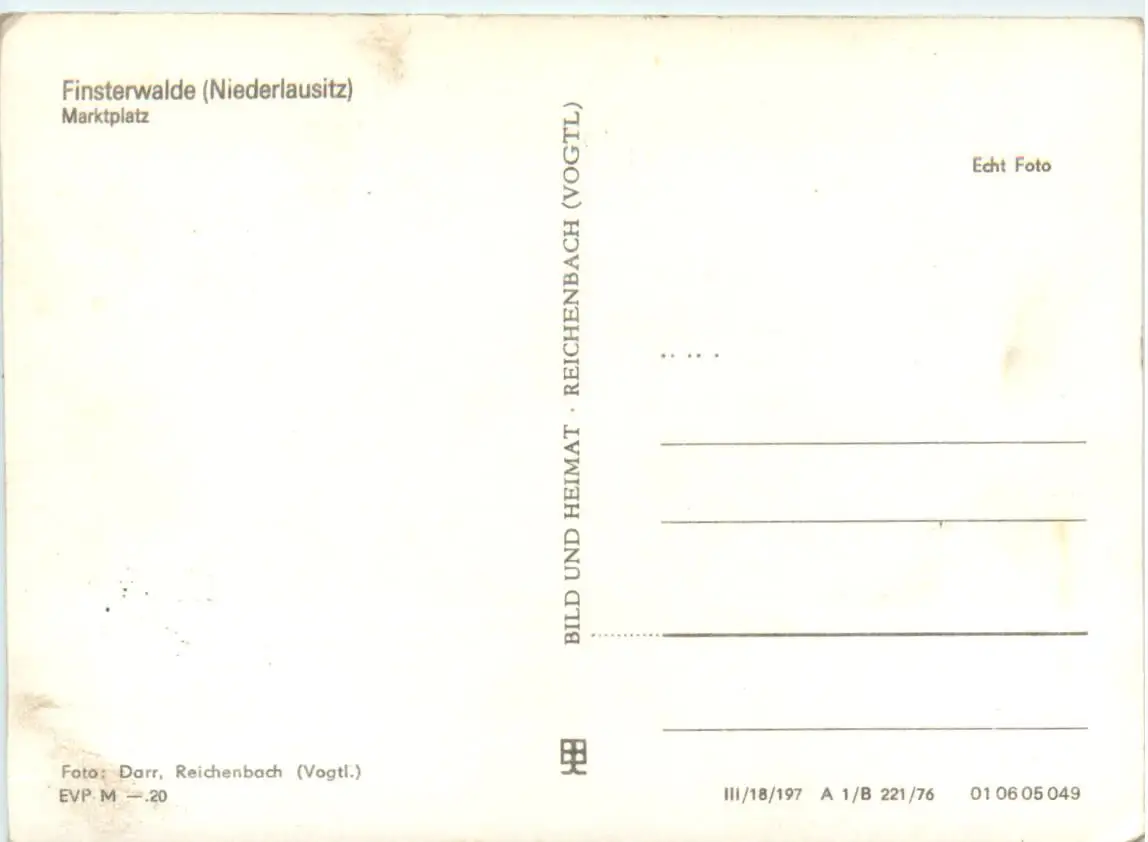 Finsterwalde (Niederlausitz)
Marktplatz
BILD UND HEIMAT · REICHENBACH (VOGTL)
Echt Foto
Foto: Darr, Reichenbach (Vogtl.)
EVP M —.20
III/18/197 A 1/B 221/76 01 06 05 049